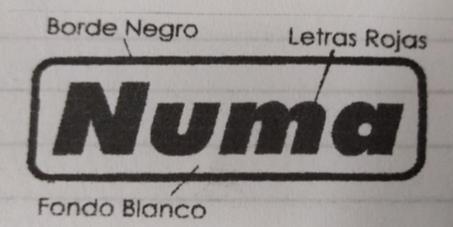 Borde Negro
Letras Rojas
Numa
Fondo Blanco